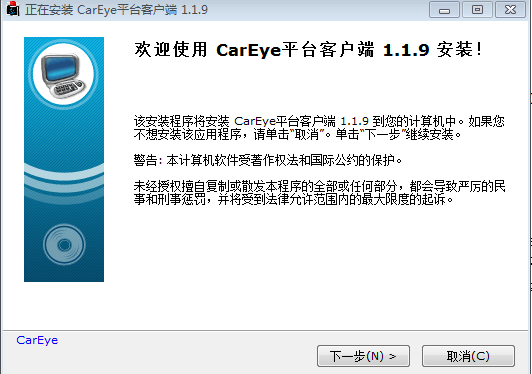 正在安装 CarEye平台客户端 1.1.9
欢迎使用 CarEye平台客户端 1.1.9 安装！
该安装程序将安装 CarEye平台客户端 1.1.9 到您的计算机中。如果您
不想安装该应用程序，请单击“取消”。单击“下一步”继续安装。
警告: 本计算机软件受著作权法和国际公约的保护。
未经授权擅自复制或散发本程序的全部或任何部分，都会导致严厉的民
事和刑事惩罚，并将受到法律允许范围内的最大限度的起诉。
CarEye
下一步(N) >
取消(C)